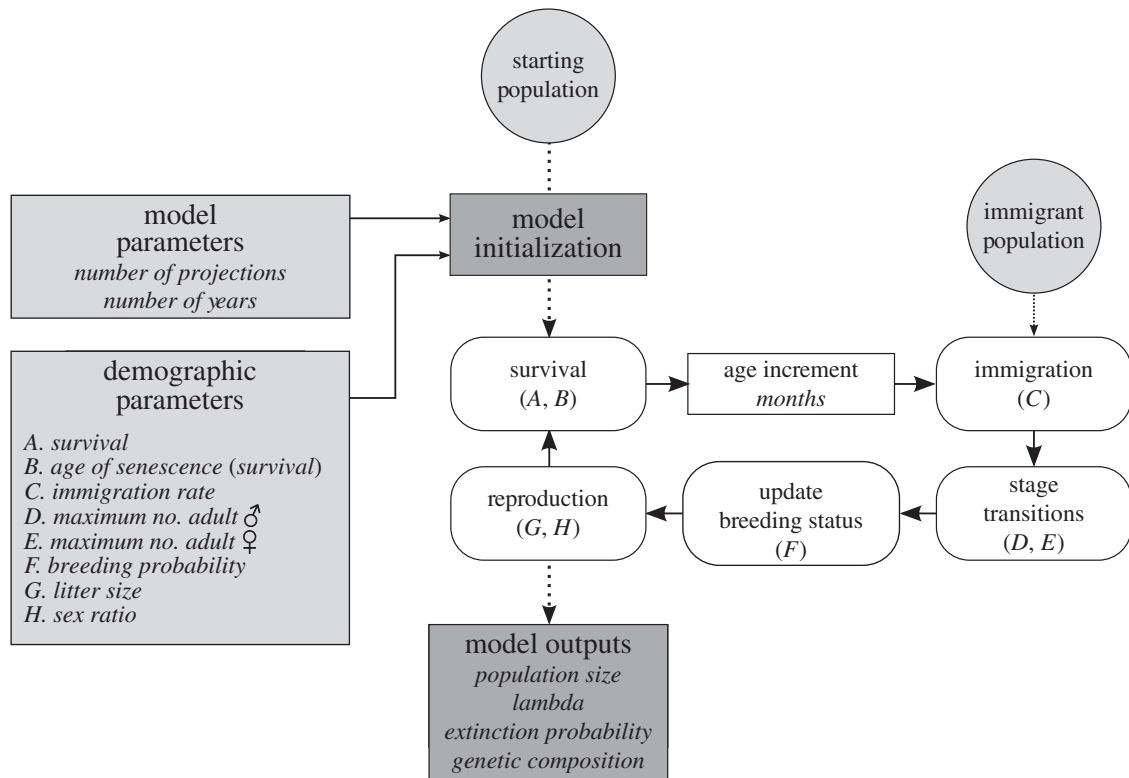 starting
population
model
parameters
number of projections
number of years
model
initialization
immigrant
population
demographic
parameters
A. survival
B. age of senescence (survival)
C. immigration rate
D. maximum no. adult ♂
E. maximum no. adult ♀
F. breeding probability
G. litter size
H. sex ratio
survival
(A, B)
age increment
months
immigration
(C)
reproduction
(G, H)
update
breeding status
(F)
stage
transitions
(D, E)
model outputs
population size
lambda
extinction probability
genetic composition